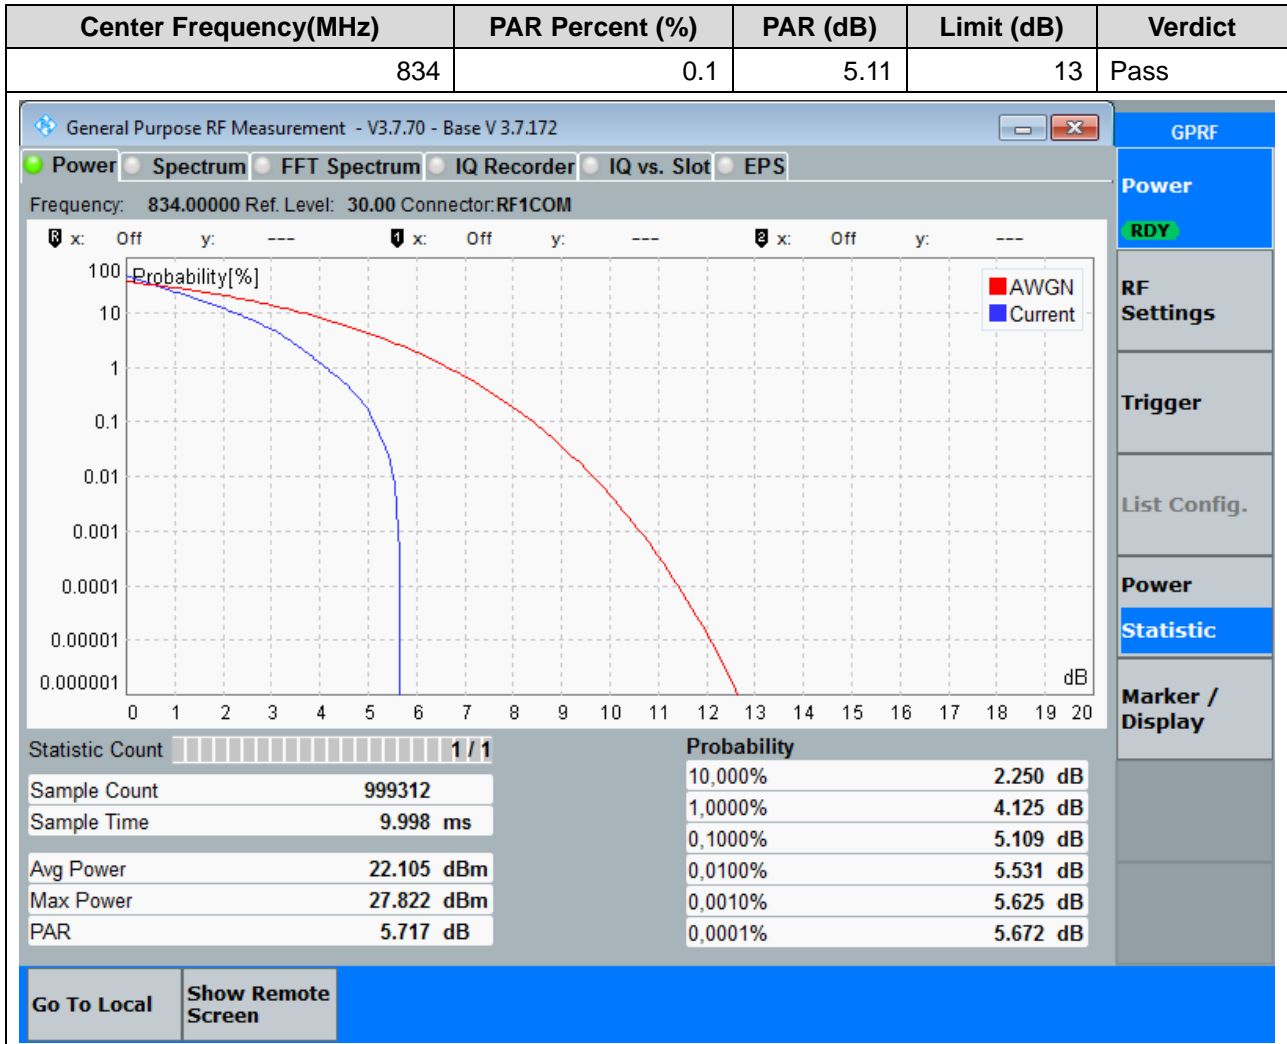 Center Frequency(MHz) PAR Percent (%) PAR (dB) Limit (dB) Verdict
834 0.1 5.11 13 Pass
General Purpose RF Measurement - V3.7.70 - Base V 3.7.172
GPRF
Power Spectrum FFT Spectrum IQ Recorder IQ vs. Slot EPS
Power
RDY
Frequency: 834.00000 Ref. Level: 30.00 Connector: RF1COM
R x: Off y: --- 1 x: Off y: --- 2 x: Off y: ---
Probability[%]
AWGN
Current
100
10
1
0.1
0.01
0.001
0.0001
0.00001
0.000001
dB
0 1 2 3 4 5 6 7 8 9 10 11 12 13 14 15 16 17 18 19 20
RF
Settings
Trigger
List Config.
Power
Statistic
Marker /
Display
Statistic Count 1 / 1
Sample Count 999312
Sample Time 9.998 ms
Avg Power 22.105 dBm
Max Power 27.822 dBm
PAR 5.717 dB
Probability
10,000% 2.250 dB
1,0000% 4.125 dB
0,1000% 5.109 dB
0,0100% 5.531 dB
0,0010% 5.625 dB
0,0001% 5.672 dB
Go To Local
Show Remote
Screen